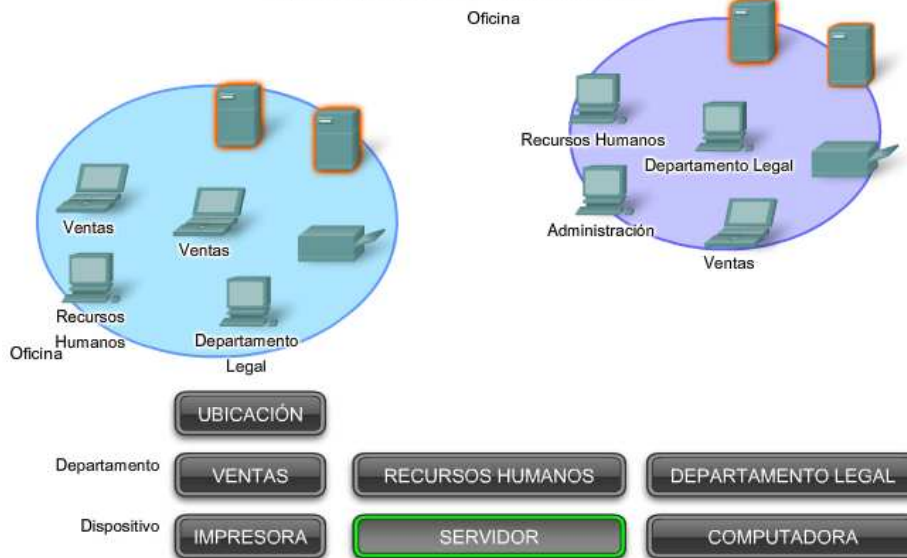 Oficina
Recursos Humanos
Departamento Legal
Administración
Ventas
Ventas
Ventas
Recursos
Humanos
Departamento
Legal
Oficina
UBICACIÓN
Departamento
VENTAS
RECURSOS HUMANOS
DEPARTAMENTO LEGAL
Dispositivo
IMPRESORA
SERVIDOR
COMPUTADORA